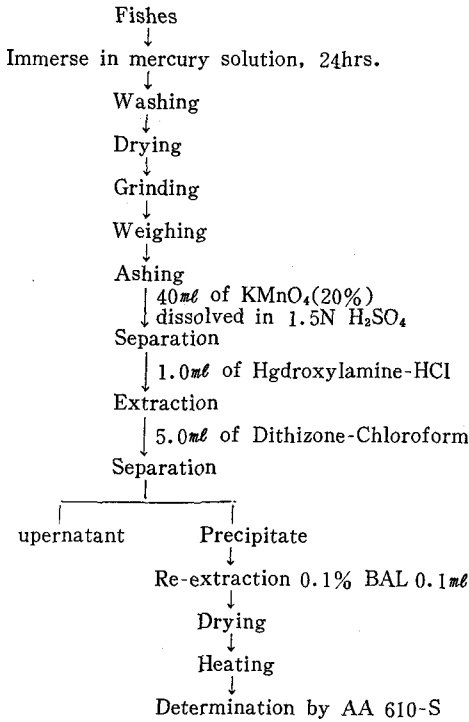 Fishes
Immerse in mercury solution, 24hrs.
Washing
Drying
Grinding
Weighing
Ashing
40ml of KMnO₄(20%)
dissolved in 1.5N H₂SO₄
Separation
1.0ml of Hgdroxylamine-HCl
Extraction
5.0ml of Dithizone-Chloroform
Separation
upernatant Precipitate
Re-extraction 0.1% BAL 0.1ml
Drying
Heating
Determination by AA 610-S